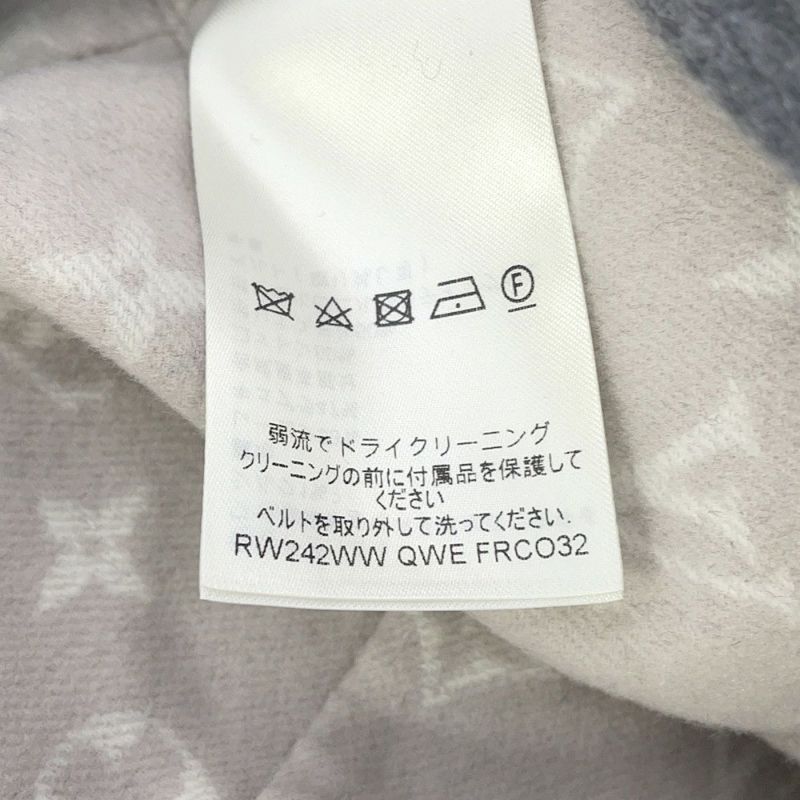 F
弱流でドライクリーニング
クリーニングの前に付属品を保護して
ください
ベルトを取り外して洗ってください.
RW242WW QWE FRCO32